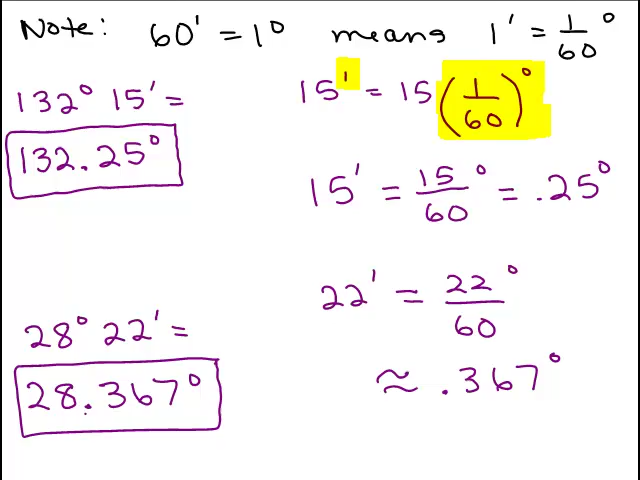 Note: 60' = 1° means 1' = 1/60°
132° 15' =
132.25°
15' = 15(1/60)°
15' = 15/60° = .25°
28° 22' =
28.367°
22' = 22/60°
≈ .367°